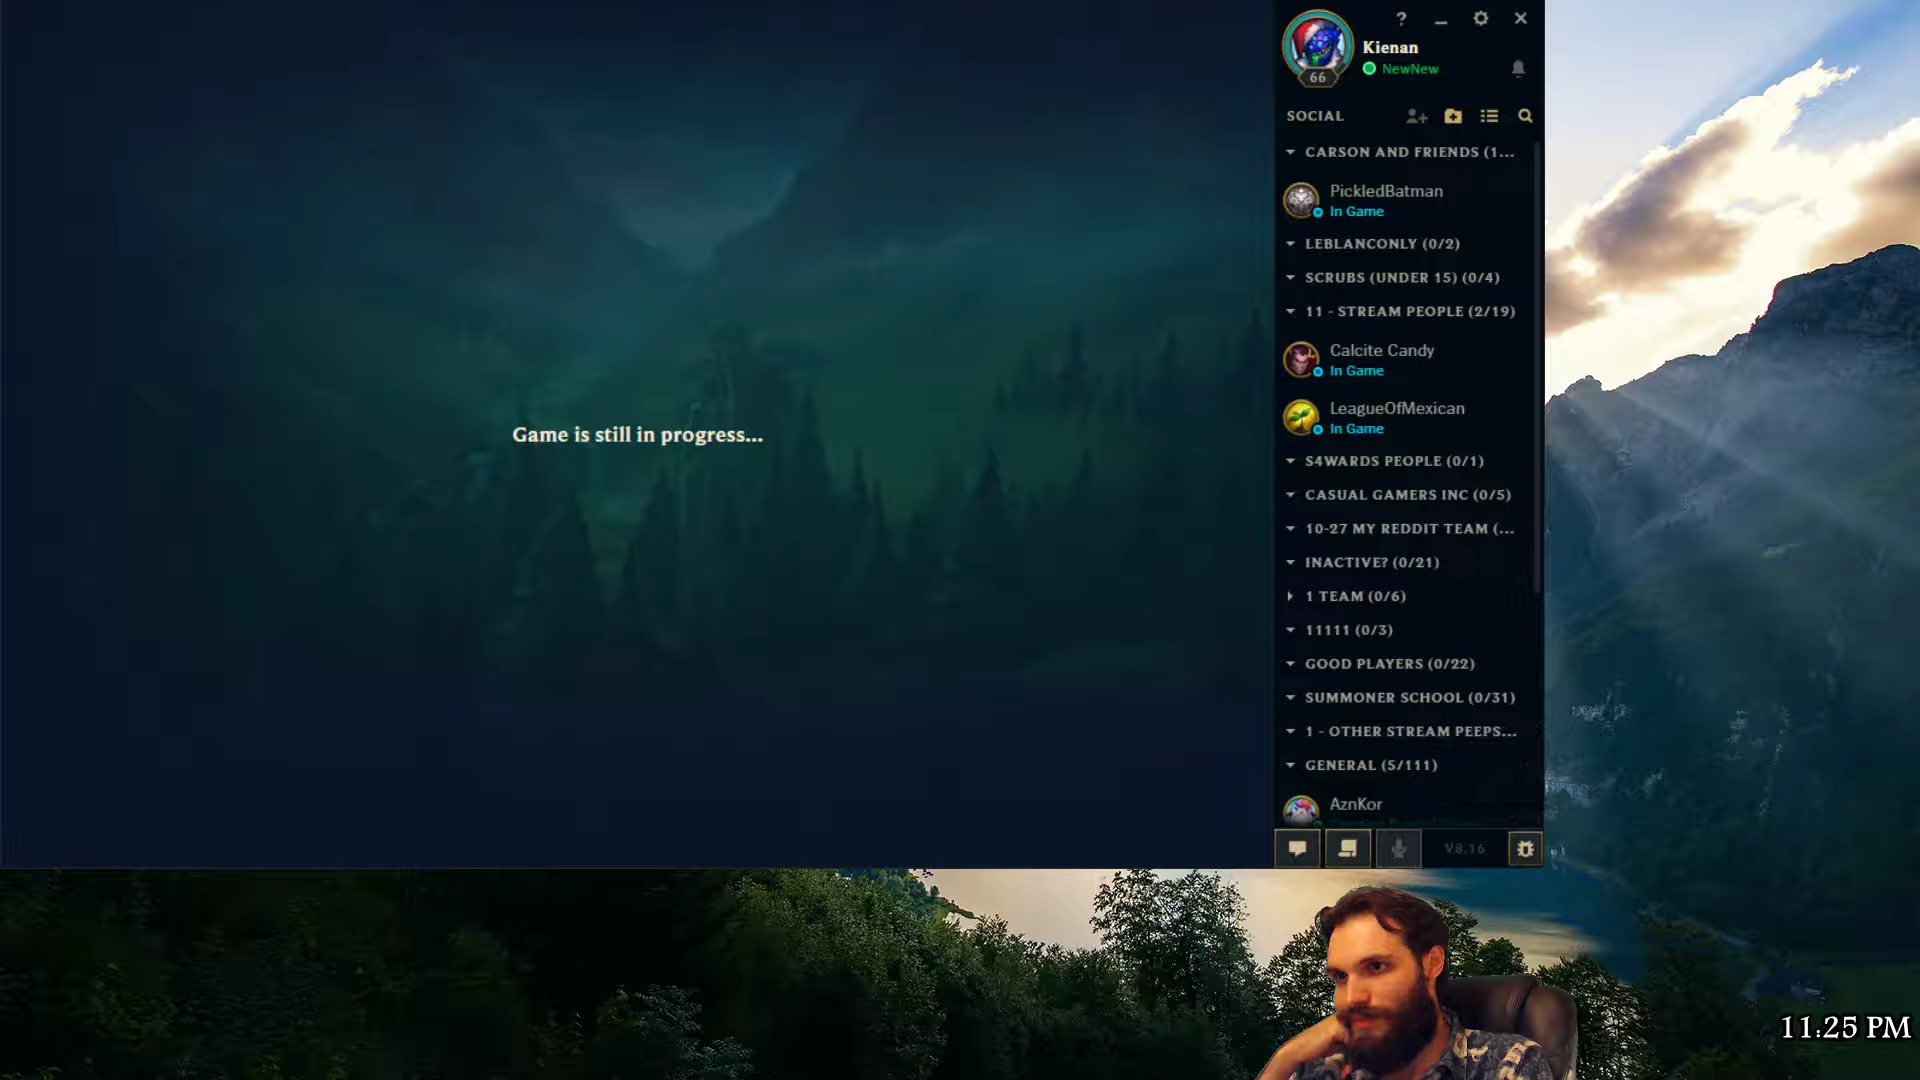 Kienan
NewNew
66
SOCIAL
CARSON AND FRIENDS (1...
PickledBatman
In Game
LEBLANCONLY (0/2)
SCRUBS (UNDER 15) (0/4)
11 - STREAM PEOPLE (2/19)
Calcite Candy
In Game
LeagueOfMexican
In Game
Game is still in progress...
S4WARDS PEOPLE (0/1)
CASUAL GAMERS INC (0/5)
10-27 MY REDDIT TEAM (...
INACTIVE? (0/21)
1 TEAM (0/6)
11111 (0/3)
GOOD PLAYERS (0/22)
SUMMONER SCHOOL (0/31)
1 - OTHER STREAM PEEPS...
GENERAL (5/111)
AznKor
V8.16
11:25 PM